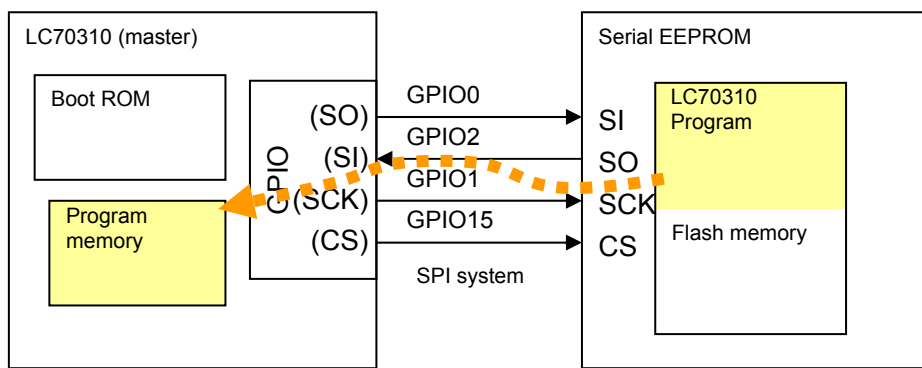 LC70310 (master)
Boot ROM
Program
memory
GPIO
(SO)
(SI)
(SCK)
(CS)
GPIO0
GPIO2
GPIO1
GPIO15
SPI system
Serial EEPROM
SI
SO
SCK
CS
LC70310
Program
Flash memory